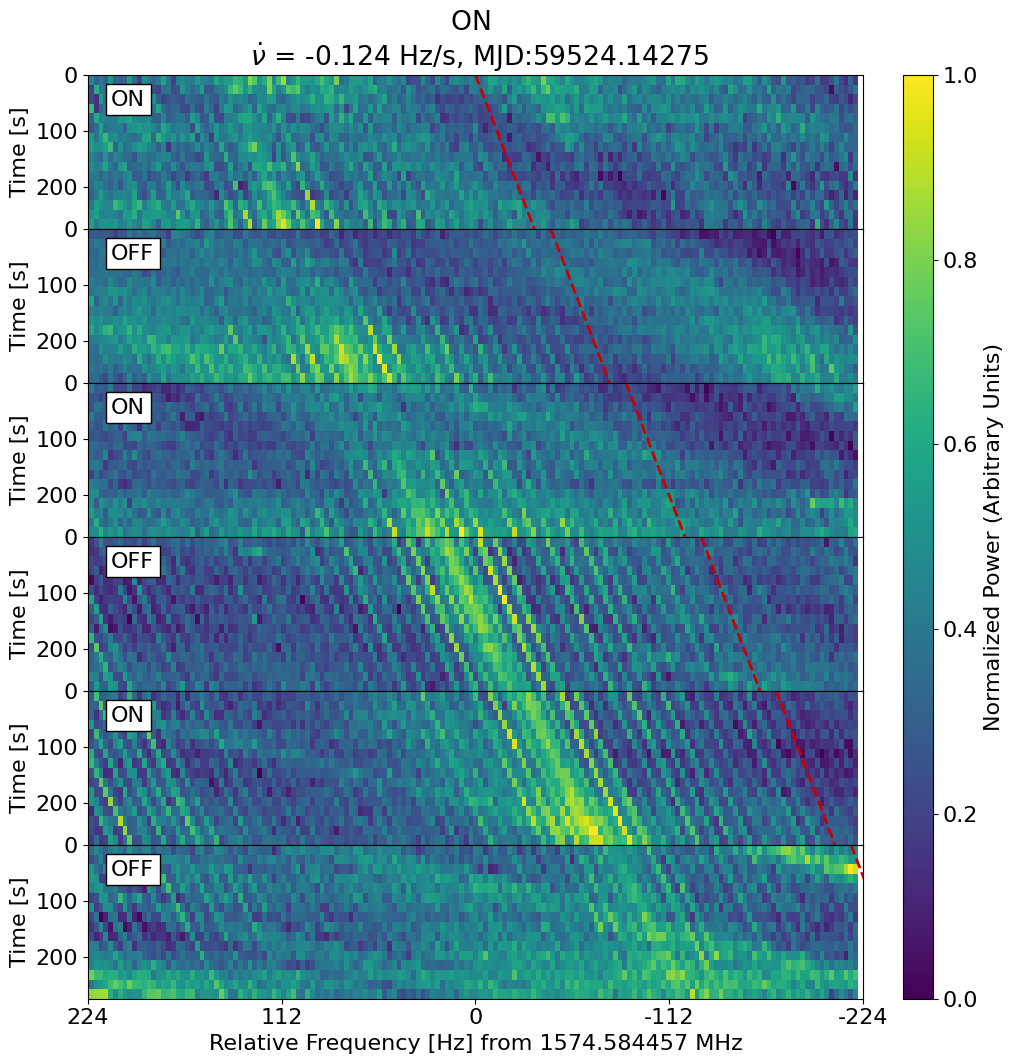 ON
ν̇ = -0.124 Hz/s, MJD:59524.14275
0
ON
100
200
Time [s]
0
OFF
100
200
Time [s]
0
ON
100
200
Time [s]
0
OFF
100
200
Time [s]
0
ON
100
200
Time [s]
0
OFF
100
200
Time [s]
224 112 0 -112 -224
Relative Frequency [Hz] from 1574.584457 MHz
1.0
0.8
0.6
0.4
0.2
0.0
Normalized Power (Arbitrary Units)